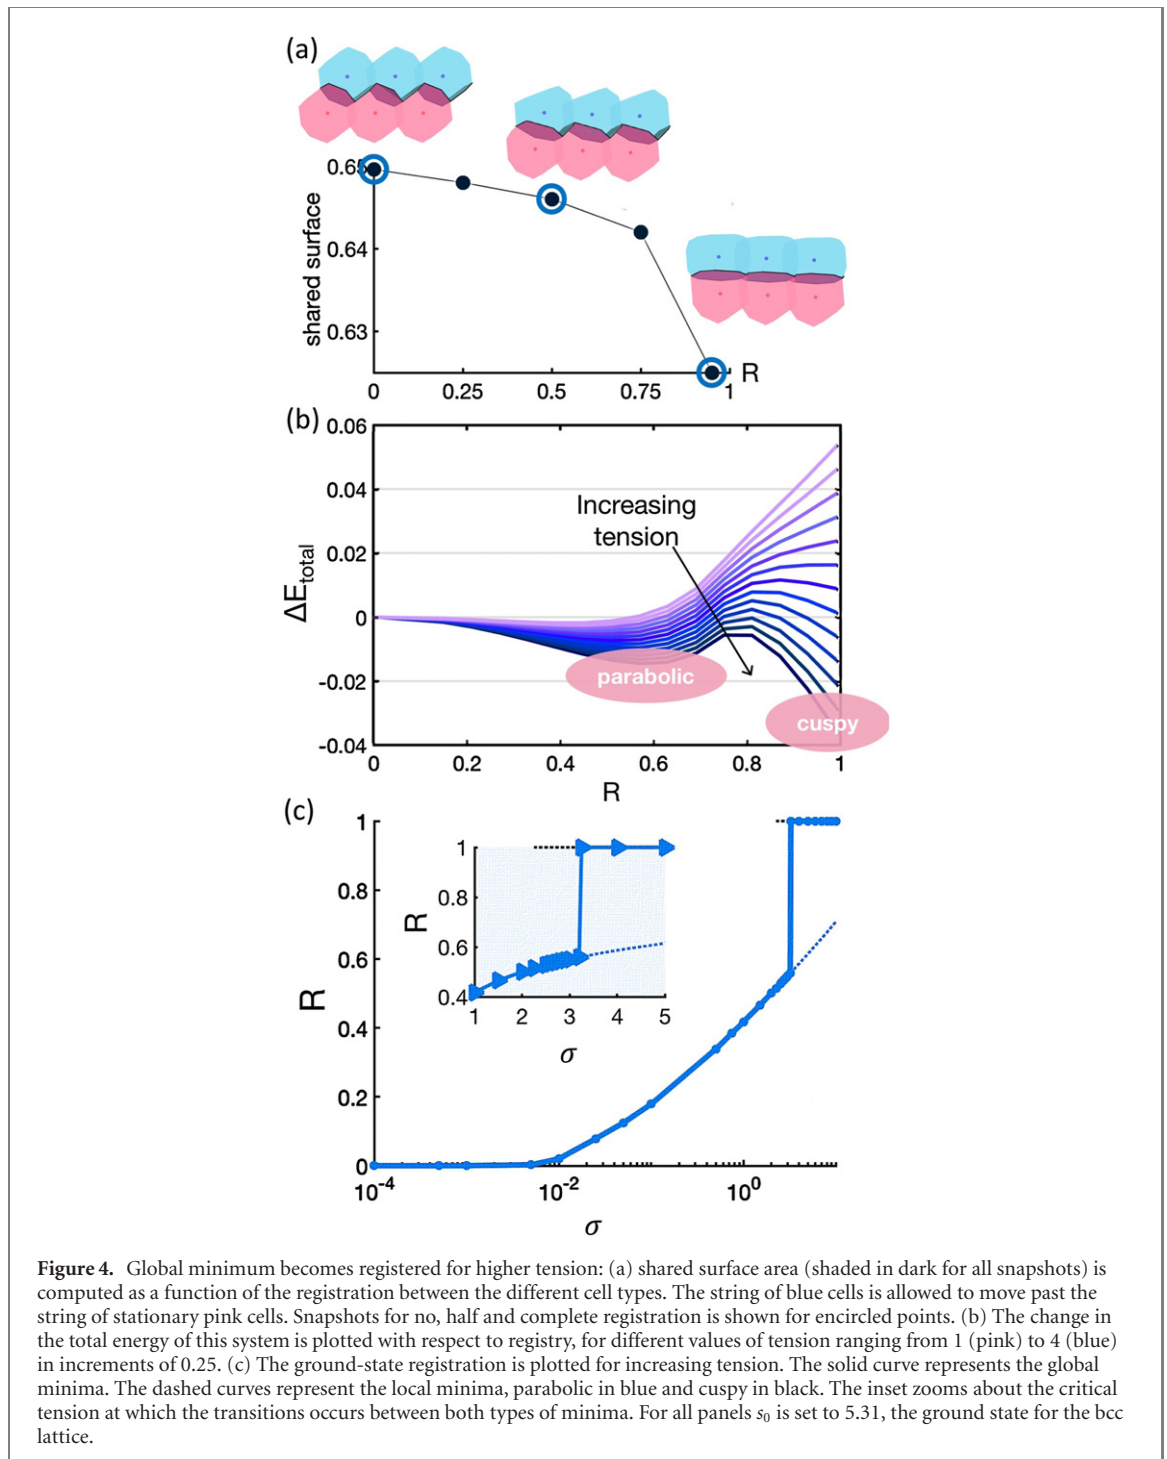 (a)
0.65
0.64
0.63
shared surface
0 0.25 0.5 0.75 1 R
(b)
0.06
0.04
0.02
0
-0.02
-0.04
ΔE_total
Increasing
tension
parabolic
cuspy
0 0.2 0.4 0.6 0.8 1
R
(c)
1
0.8
0.6
0.4
0.2
0
R
1
0.8
0.6
0.4
R
1 2 3 4 5
σ
10^-4 10^-2 10^0
σ
Figure 4. Global minimum becomes registered for higher tension: (a) shared surface area (shaded in dark for all snapshots) is
computed as a function of the registration between the different cell types. The string of blue cells is allowed to move past the
string of stationary pink cells. Snapshots for no, half and complete registration is shown for encircled points. (b) The change in
the total energy of this system is plotted with respect to registry, for different values of tension ranging from 1 (pink) to 4 (blue)
in increments of 0.25. (c) The ground-state registration is plotted for increasing tension. The solid curve represents the global
minima. The dashed curves represent the local minima, parabolic in blue and cuspy in black. The inset zooms about the critical
tension at which the transitions occurs between both types of minima. For all panels s0 is set to 5.31, the ground state for the bcc
lattice.